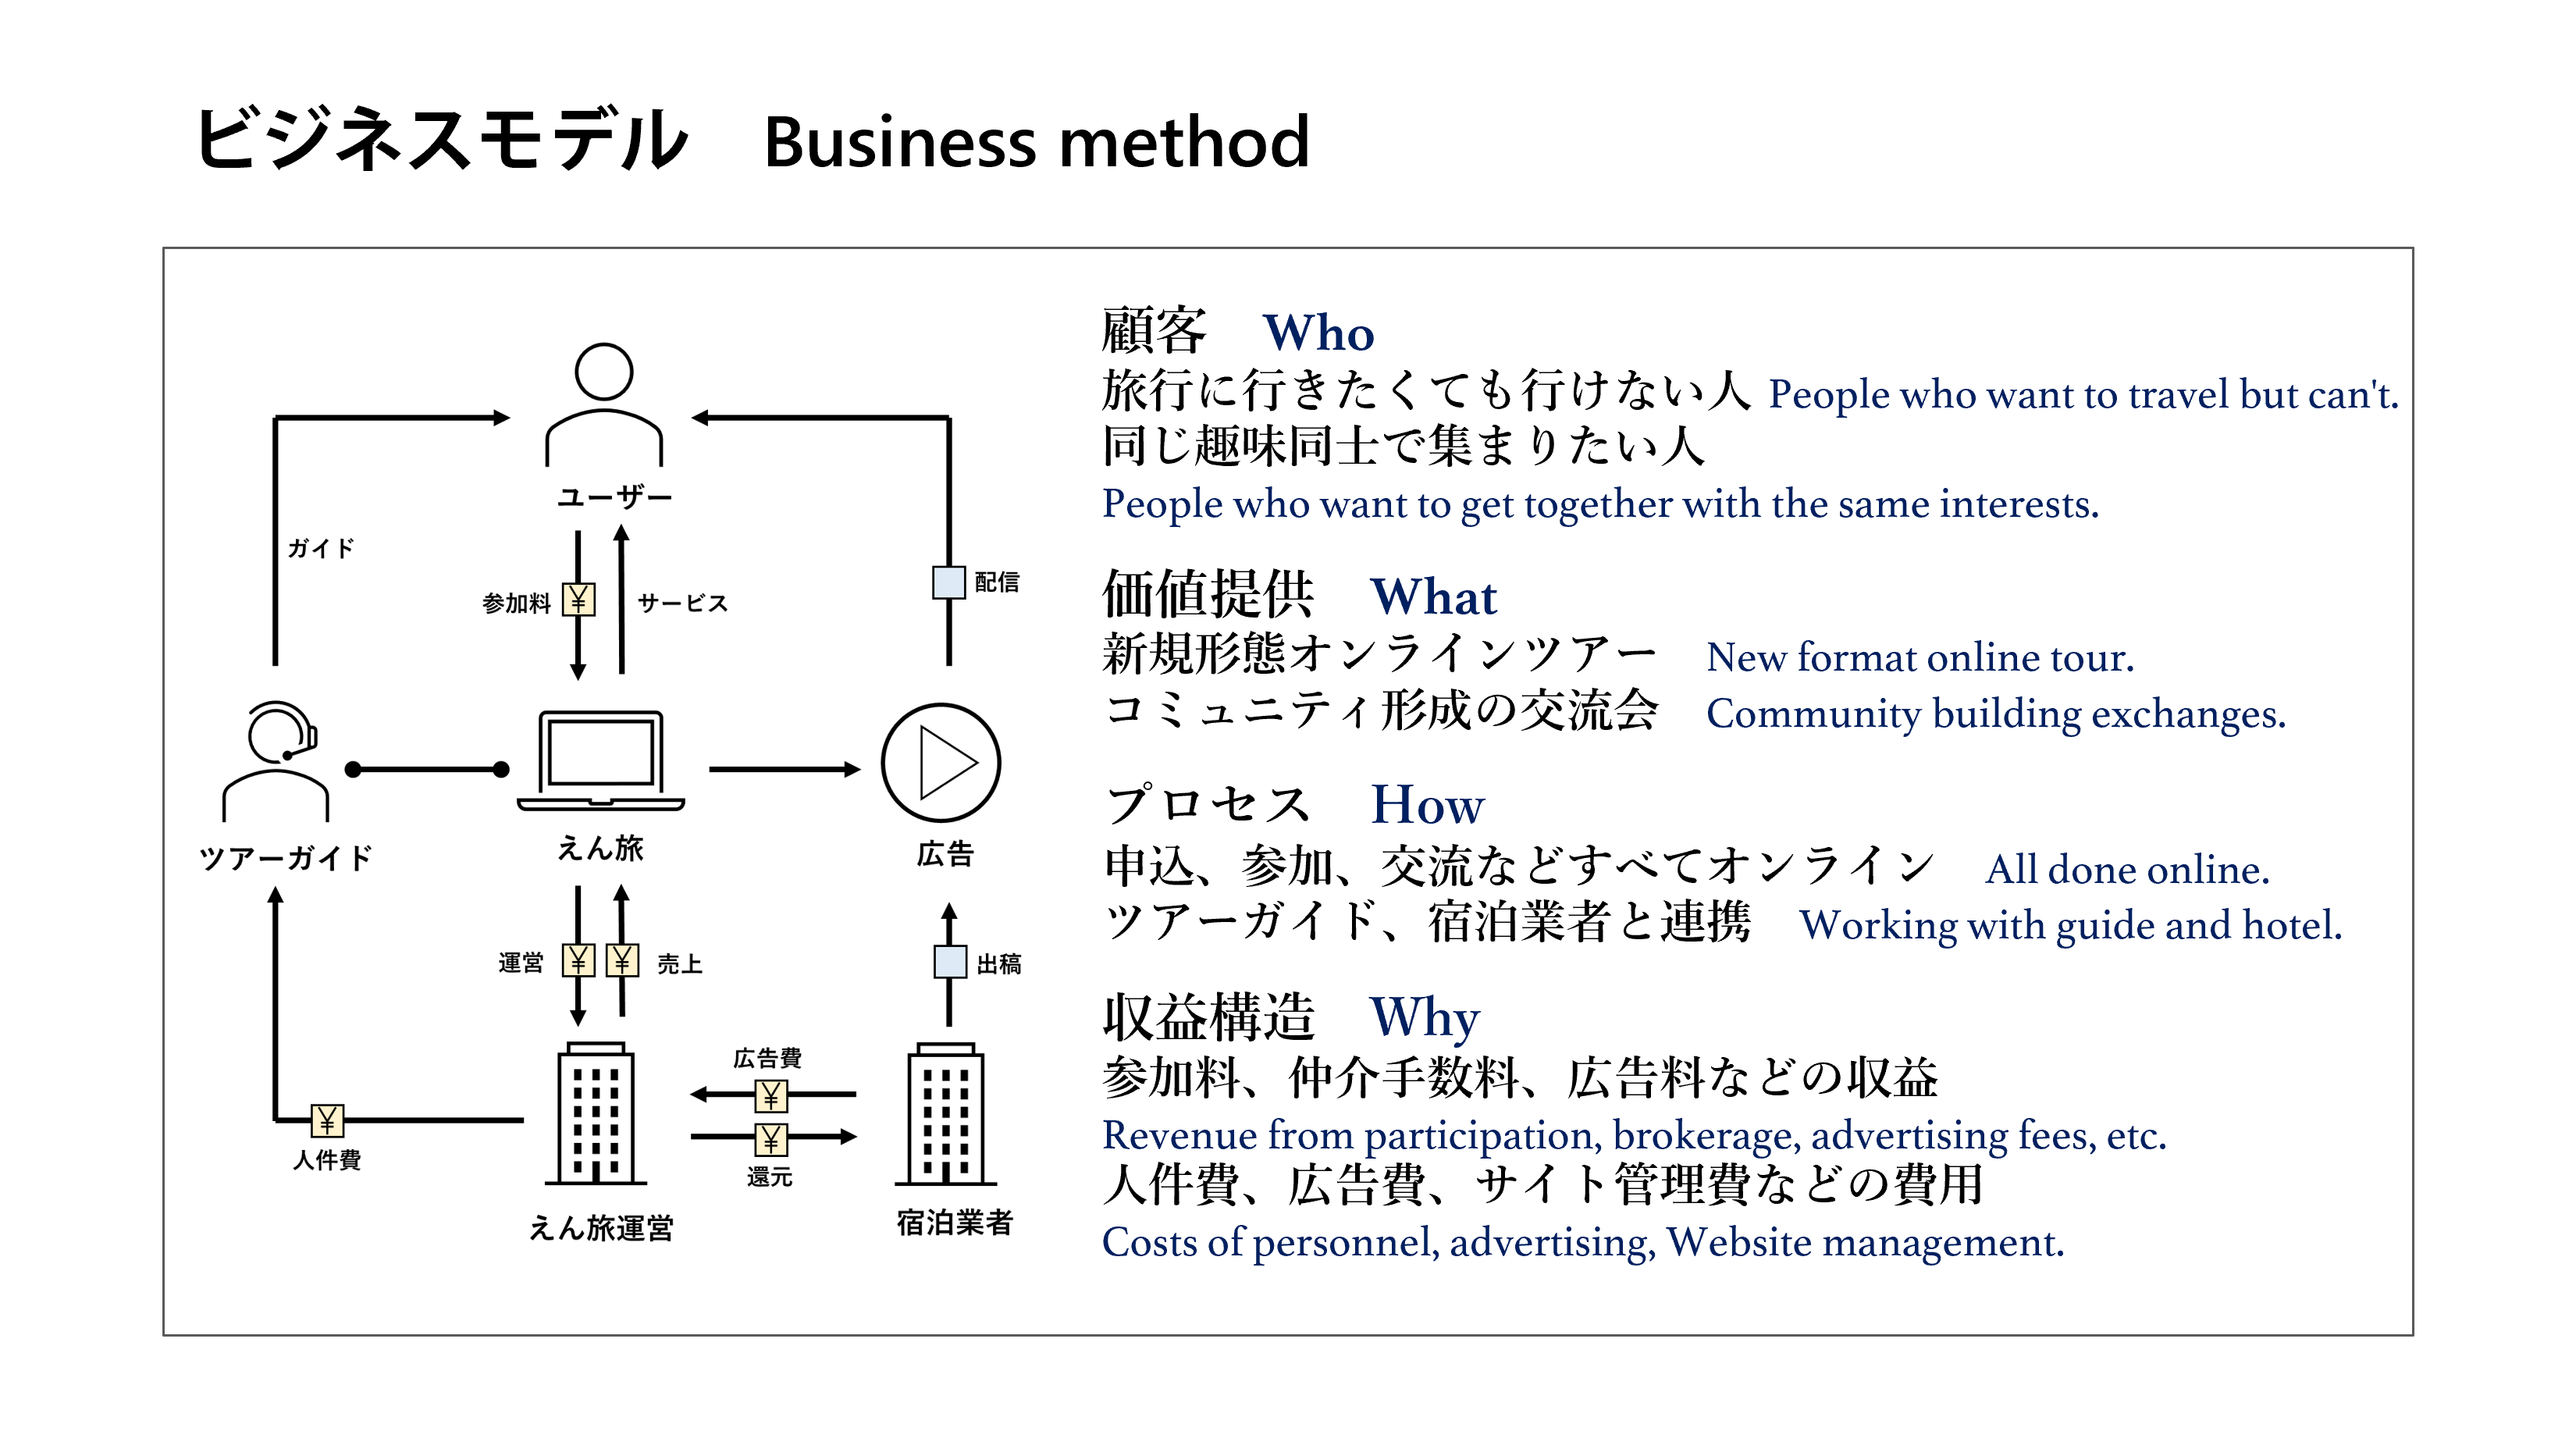 ビジネスモデル　Business method
ユーザー
ガイド
参加料 ¥ サービス
配信
ツアーガイド
えん旅
広告
運営 ¥ ¥ 売上
出稿
広告費
¥
¥
還元
¥
人件費
えん旅運営
宿泊業者
顧客　Who
旅行に行きたくても行けない人 People who want to travel but can't.
同じ趣味同士で集まりたい人
People who want to get together with the same interests.
価値提供　What
新規形態オンラインツアー　New format online tour.
コミュニティ形成の交流会　Community building exchanges.
プロセス　How
申込、参加、交流などすべてオンライン　All done online.
ツアーガイド、宿泊業者と連携　Working with guide and hotel.
収益構造　Why
参加料、仲介手数料、広告料などの収益
Revenue from participation, brokerage, advertising fees, etc.
人件費、広告費、サイト管理費などの費用
Costs of personnel, advertising, Website management.